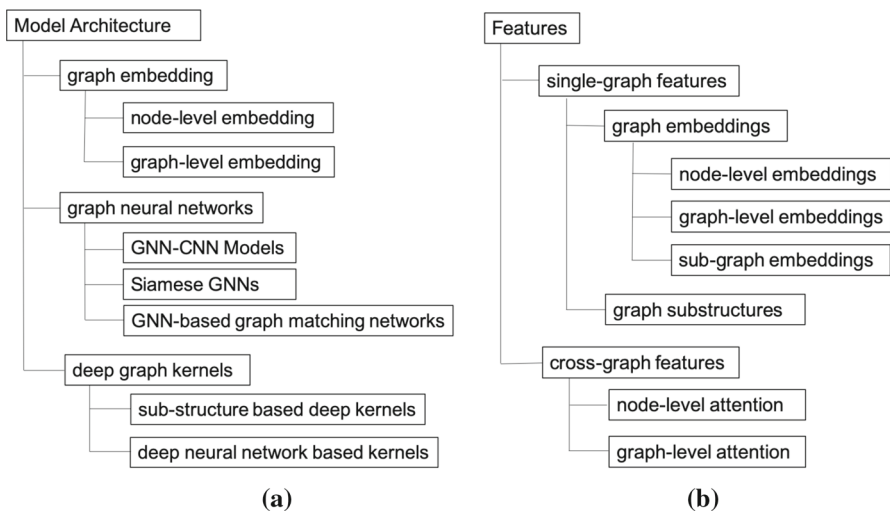 Model Architecture
graph embedding
node-level embedding
graph-level embedding
graph neural networks
GNN-CNN Models
Siamese GNNs
GNN-based graph matching networks
deep graph kernels
sub-structure based deep kernels
deep neural network based kernels
(a)
Features
single-graph features
graph embeddings
node-level embeddings
graph-level embeddings
sub-graph embeddings
graph substructures
cross-graph features
node-level attention
graph-level attention
(b)